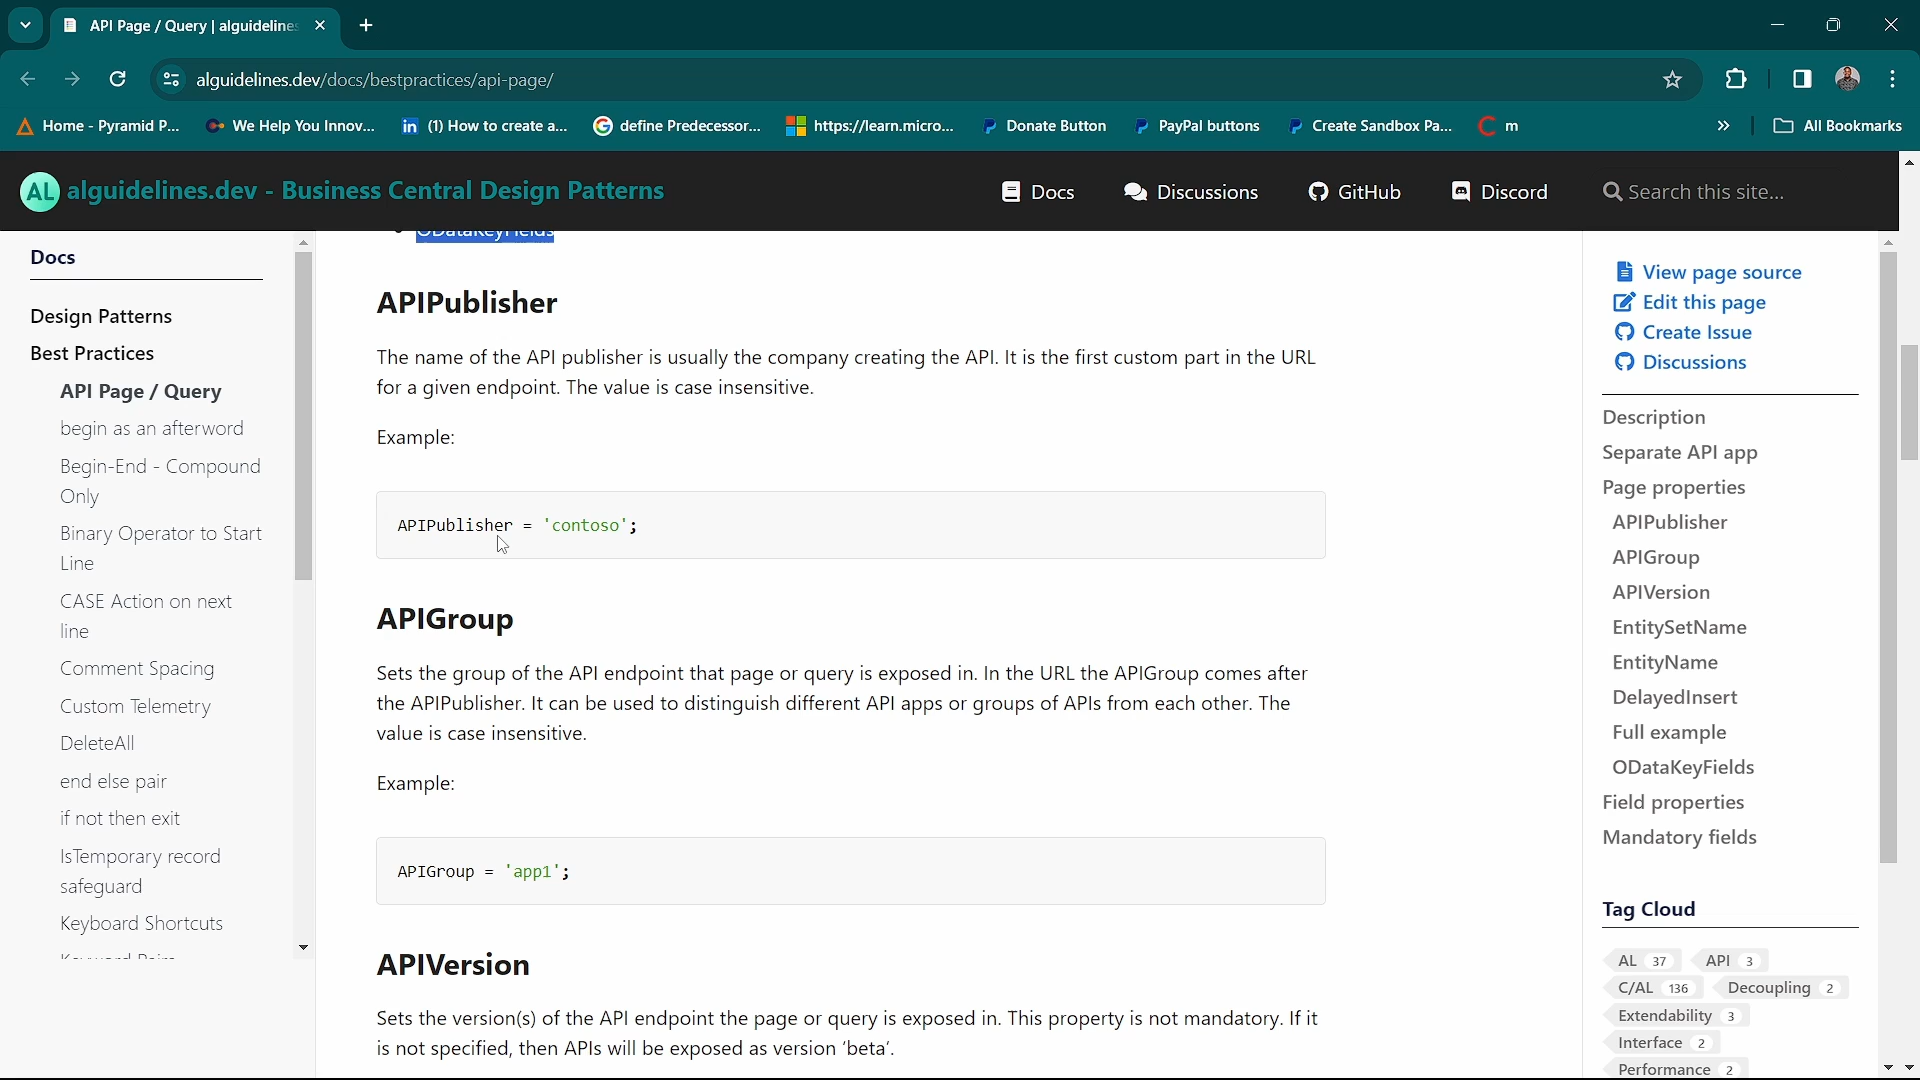 API Page / Query | alguidelines
alguidelines.dev/docs/bestpractices/api-page/
Home - Pyramid P...
We Help You Innov...
(1) How to create a...
define Predecessor...
https://learn.micro...
Donate Button
PayPal buttons
Create Sandbox Pa...
m
»
All Bookmarks
AL alguidelines.dev - Business Central Design Patterns
Docs
Discussions
GitHub
Discord
Search this site...
Docs
Design Patterns
Best Practices
API Page / Query
begin as an afterword
Begin-End - Compound
Only
Binary Operator to Start
Line
CASE Action on next
line
Comment Spacing
Custom Telemetry
DeleteAll
end else pair
if not then exit
IsTemporary record
safeguard
Keyboard Shortcuts
Keyword Pairs
ODataKeyFields
APIPublisher
The name of the API publisher is usually the company creating the API. It is the first custom part in the URL
for a given endpoint. The value is case insensitive.
Example:
APIPublisher = 'contoso';
APIGroup
Sets the group of the API endpoint that page or query is exposed in. In the URL the APIGroup comes after
the APIPublisher. It can be used to distinguish different API apps or groups of APIs from each other. The
value is case insensitive.
Example:
APIGroup = 'app1';
APIVersion
Sets the version(s) of the API endpoint the page or query is exposed in. This property is not mandatory. If it
is not specified, then APIs will be exposed as version ‘beta’.
View page source
Edit this page
Create Issue
Discussions
Description
Separate API app
Page properties
APIPublisher
APIGroup
APIVersion
EntitySetName
EntityName
DelayedInsert
Full example
ODataKeyFields
Field properties
Mandatory fields
Tag Cloud
AL 37 API 3
C/AL 136 Decoupling 2
Extendability 3
Interface 2
Performance 2